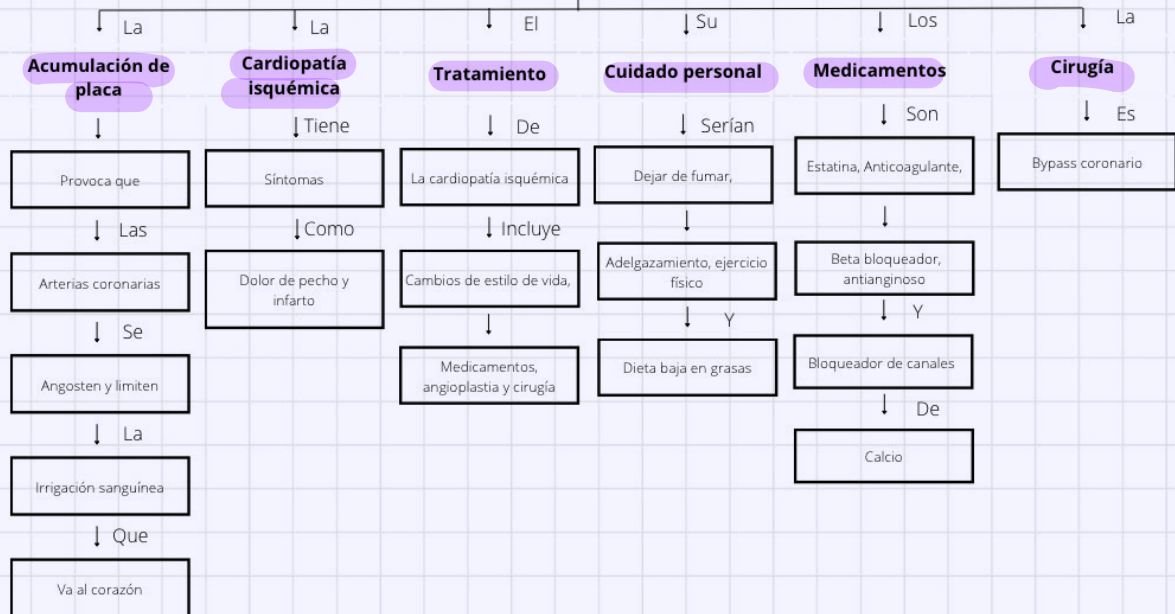 La
Acumulación de
placa
Provoca que
Las
Arterias coronarias
Se
Angosten y limiten
La
Irrigación sanguínea
Que
Va al corazón
La
Cardiopatía
isquémica
Tiene
Síntomas
Como
Dolor de pecho y
infarto
El
Tratamiento
De
La cardiopatía isquémica
Incluye
Cambios de estilo de vida,
Medicamentos,
angioplastia y cirugía
Su
Cuidado personal
Serían
Dejar de fumar,
Adelgazamiento, ejercicio
físico
Y
Dieta baja en grasas
Los
Medicamentos
Son
Estatina, Anticoagulante,
Beta bloqueador,
antianginoso
Y
Bloqueador de canales
De
Calcio
La
Cirugía
Es
Bypass coronario